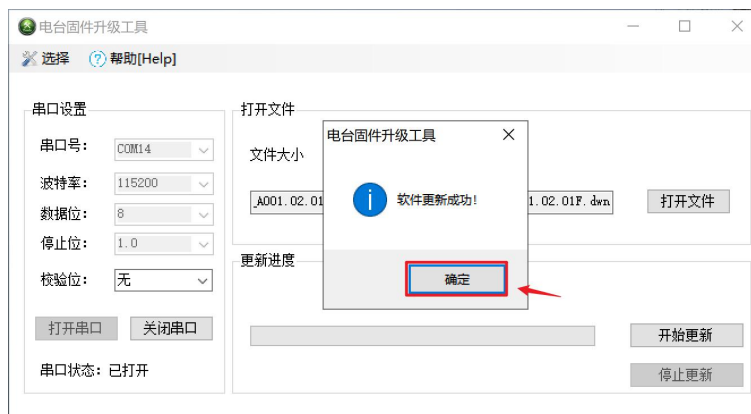 电台固件升级工具
选择 帮助[Help]
串口设置
串口号: COM14
波特率: 115200
数据位: 8
停止位: 1.0
校验位: 无
打开串口 关闭串口
串口状态: 已打开
打开文件
文件大小
_A001.02.01
1.02.01F.dwn
打开文件
电台固件升级工具
软件更新成功!
确定
更新进度
开始更新
停止更新